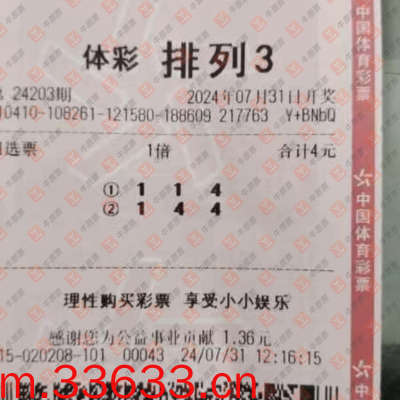 体彩 排列3
24203期 2024年07月31日开奖
10410-108261-121580-188609 217763 Y+BNbQ
选票 1倍 合计4元
① 1 1 4
② 1 4 4
理性购买彩票 享受小小娱乐
感谢您为公益事业贡献 1.36元
15-020208-101 00043 24/07/31 12:16:15
m.33633.cn
中国体育彩票
中国体育彩票